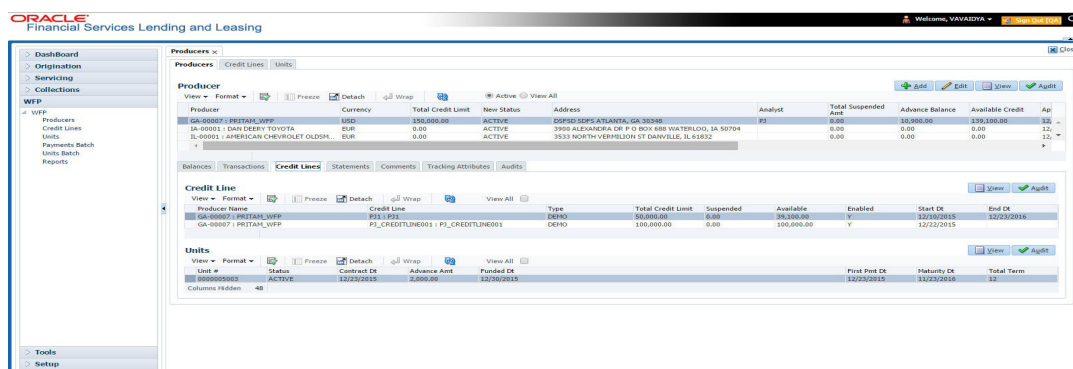 ORACLE
Financial Services Lending and Leasing
Welcome, VAVAIDYA
Sign Out [QA]
DashBoard
Origination
Servicing
Collections
WFP
WFP
Producers
Credit Lines
Units
Payments Batch
Units Batch
Reports
Tools
Setup
Producers ×
Clos
Producers Credit Lines Units
Producer
Add Edit View Audit
View Format Freeze Detach Wrap Active View All
Producer Currency Total Credit Limit New Status Address Analyst Total Suspended Amt Advance Balance Available Credit Ap
GA-00007 : PRITAM_WFP USD 150,000.00 ACTIVE DSFSD SDFS ATLANTA, GA 30348 PJ 0.00 10,900.00 139,100.00 12/
IA-00001 : DAN DEERY TOYOTA EUR 0.00 ACTIVE 3900 ALEXANDRA DR P O BOX 688 WATERLOO, IA 50704 0.00 0.00 0.00 12/
IL-00001 : AMERICAN CHEVROLET OLDSM... EUR 0.00 ACTIVE 3533 NORTH VERMILION ST DANVILLE, IL 61832 0.00 0.00 0.00 12/
Balances Transactions Credit Lines Statements Comments Tracking Attributes Audits
Credit Line
View Audit
View Format Freeze Detach Wrap View All
Producer Name Credit Line Type Total Credit Limit Suspended Available Enabled Start Dt End Dt
GA-00007 : PRITAM_WFP PJ1 : PJ1 DEMO 50,000.00 0.00 39,100.00 Y 12/10/2015 12/23/2016
GA-00007 : PRITAM_WFP PJ_CREDITLINE001 : PJ_CREDITLINE001 DEMO 100,000.00 0.00 100,000.00 Y 12/22/2015
Units
View Audit
View Format Freeze Detach Wrap View All
Unit # Status Contract Dt Advance Amt Funded Dt First Pmt Dt Maturity Dt Total Term
0000005003 ACTIVE 12/23/2015 2,000.00 12/30/2015 12/23/2015 11/23/2016 12
Columns Hidden 48